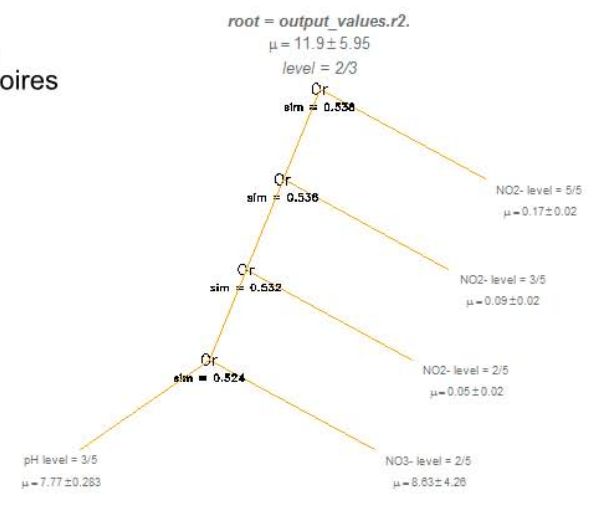 oires
root = output_values.r2.
μ = 11.9 ± 5.95
level = 2/3
Or
sim = 0.538
NO2- level = 5/5
μ = 0.17 ± 0.02
Or
sim = 0.536
NO2- level = 3/5
μ = 0.09 ± 0.02
Or
sim = 0.532
NO2- level = 2/5
μ = 0.05 ± 0.02
Or
sim = 0.524
pH level = 3/5
μ = 7.77 ± 0.283
NO3- level = 2/5
μ = 8.63 ± 4.26